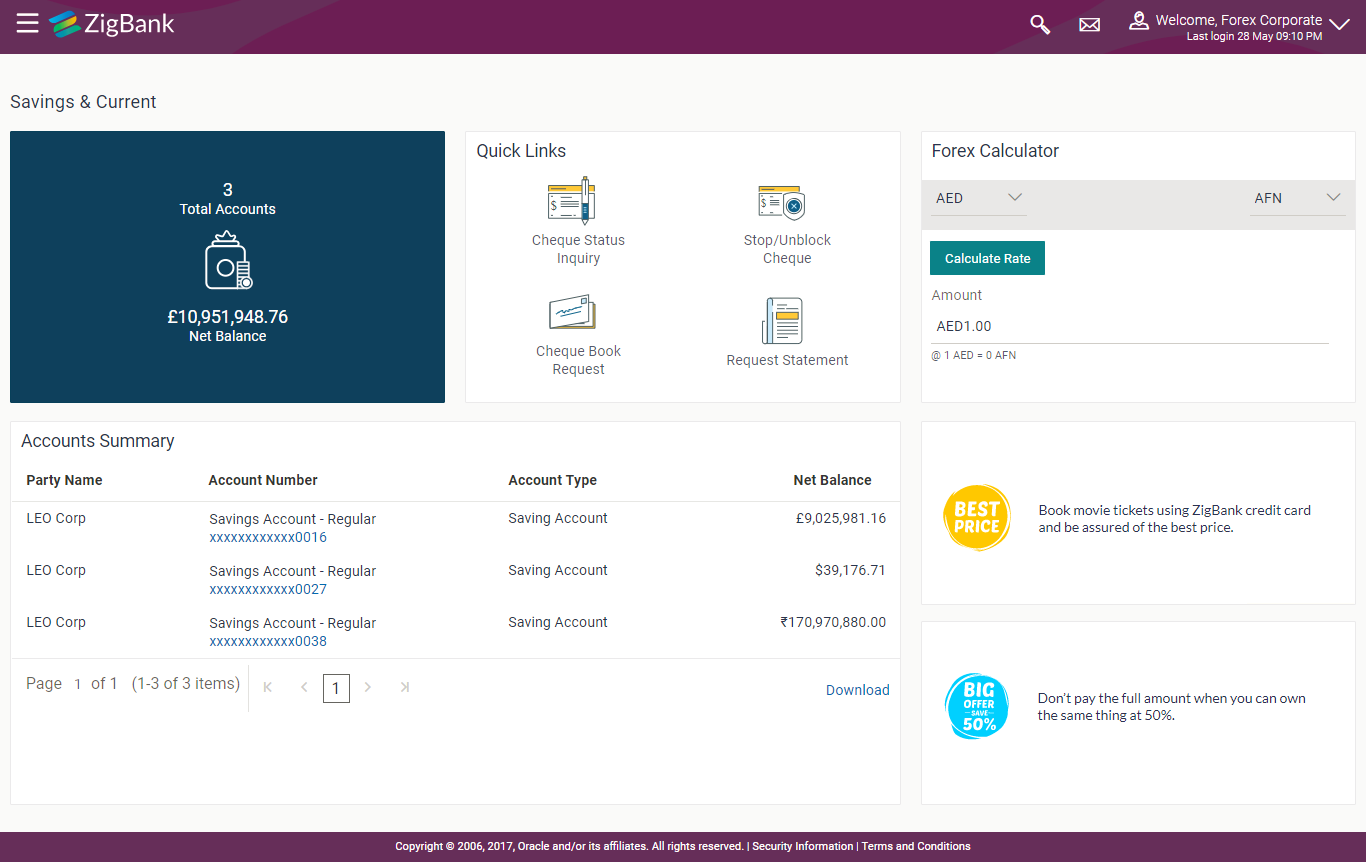 ZigBank
Welcome, Forex Corporate
Last login 28 May 09:10 PM
Savings & Current
3
Total Accounts
£10,951,948.76
Net Balance
Quick Links
Cheque Status
Inquiry
Stop/Unblock
Cheque
Cheque Book
Request
Request Statement
Forex Calculator
AED
AFN
Calculate Rate
Amount
AED1.00
@ 1 AED = 0 AFN
Accounts Summary
Party Name Account Number Account Type Net Balance
LEO Corp Savings Account - Regular Saving Account £9,025,981.16
xxxxxxxxxxxx0016
LEO Corp Savings Account - Regular Saving Account $39,176.71
xxxxxxxxxxxx0027
LEO Corp Savings Account - Regular Saving Account ₹170,970,880.00
xxxxxxxxxxxx0038
Page 1 of 1 (1-3 of 3 items) 1
Download
BEST
PRICE
Book movie tickets using ZigBank credit card
and be assured of the best price.
BIG
OFFER
SAVE
50%
Don't pay the full amount when you can own
the same thing at 50%.
Copyright © 2006, 2017, Oracle and/or its affiliates. All rights reserved. | Security Information | Terms and Conditions